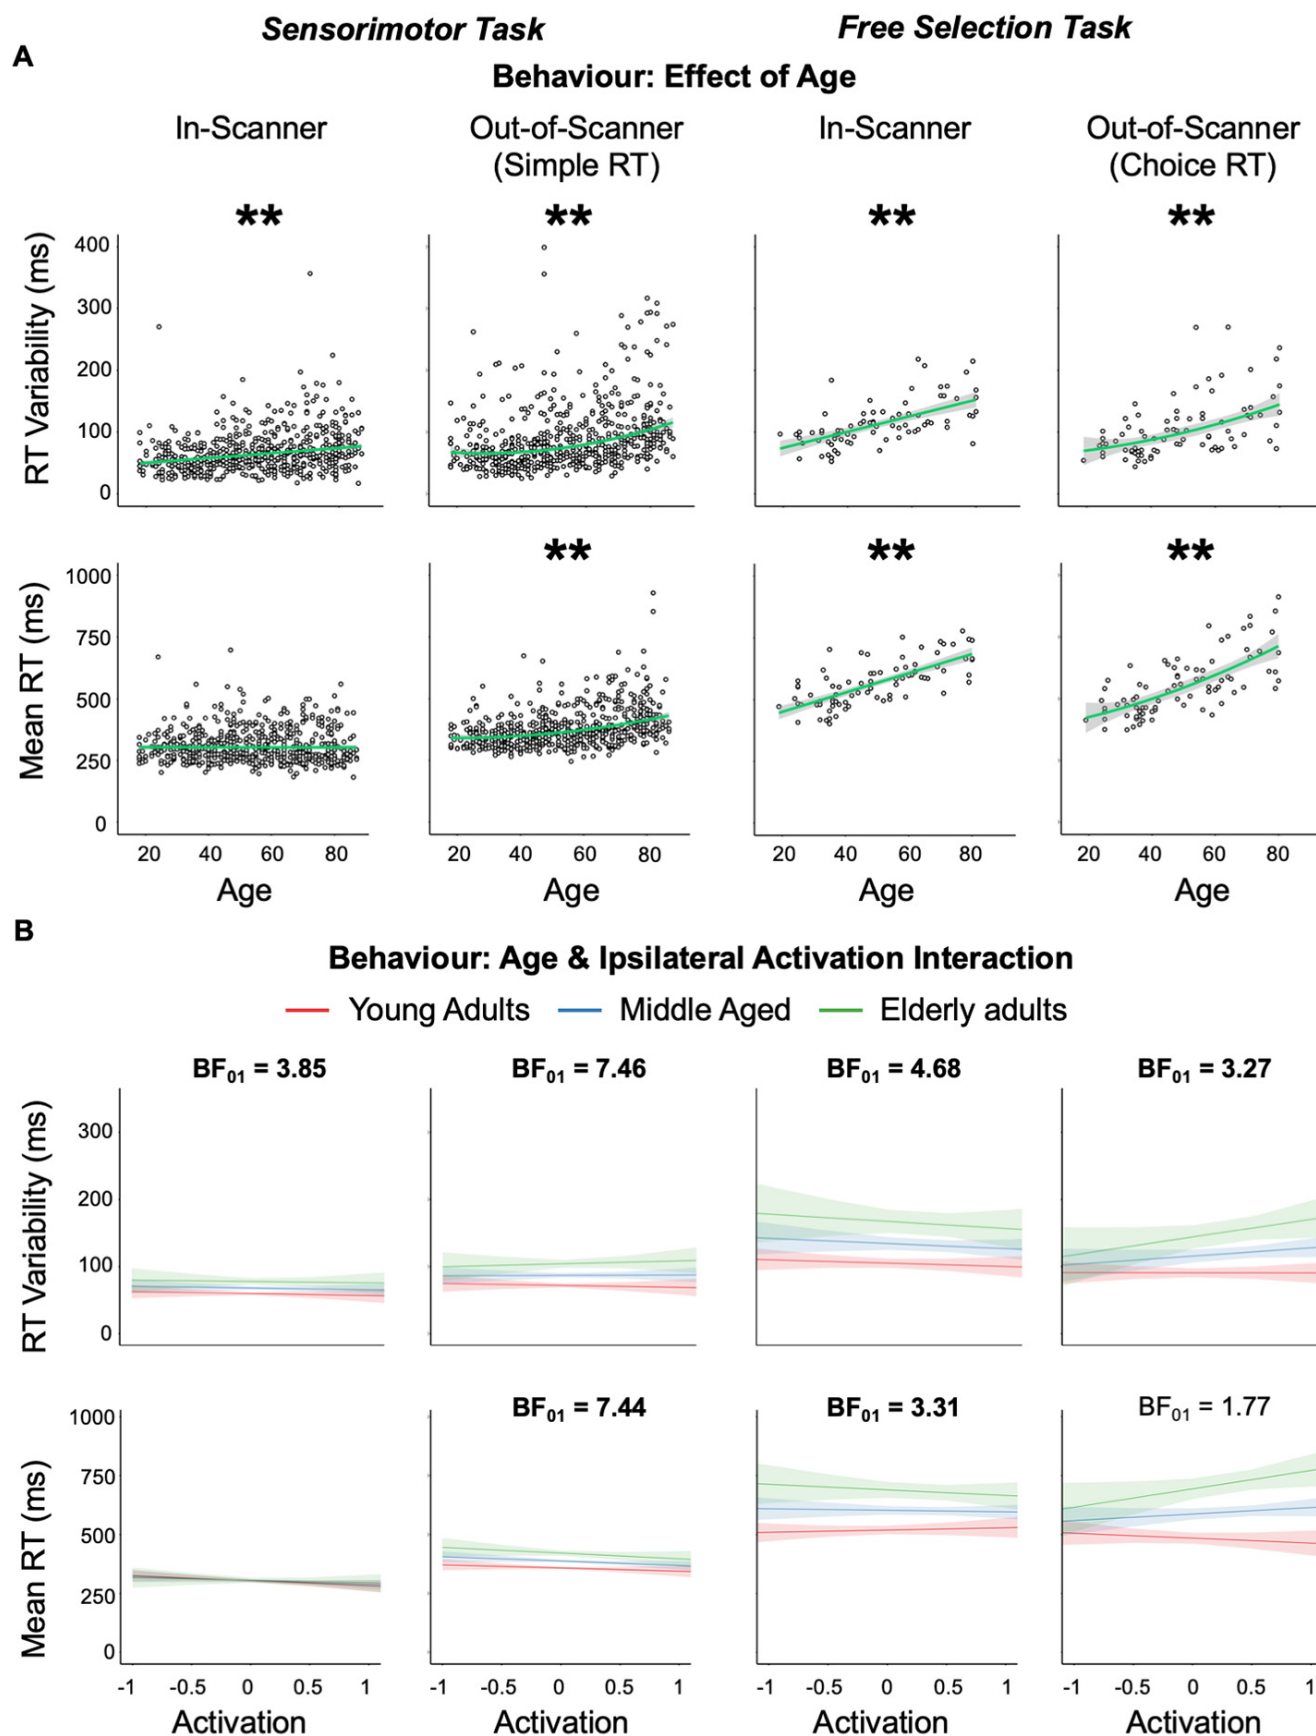 Sensorimotor Task Free Selection Task
A
Behaviour: Effect of Age
In-Scanner Out-of-Scanner (Simple RT) In-Scanner Out-of-Scanner (Choice RT)
** ** ** **
RT Variability (ms)
400
300
200
100
0
** ** **
Mean RT (ms)
1000
750
500
250
0
20 40 60 80 20 40 60 80 20 40 60 80 20 40 60 80
Age Age Age Age
B
Behaviour: Age & Ipsilateral Activation Interaction
Young Adults Middle Aged Elderly adults
BF01 = 3.85 BF01 = 7.46 BF01 = 4.68 BF01 = 3.27
RT Variability (ms)
300
200
100
0
BF01 = 7.44 BF01 = 3.31 BF01 = 1.77
Mean RT (ms)
1000
750
500
250
0
-1 -0.5 0 0.5 1 -1 -0.5 0 0.5 1 -1 -0.5 0 0.5 1 -1 -0.5 0 0.5 1
Activation Activation Activation Activation